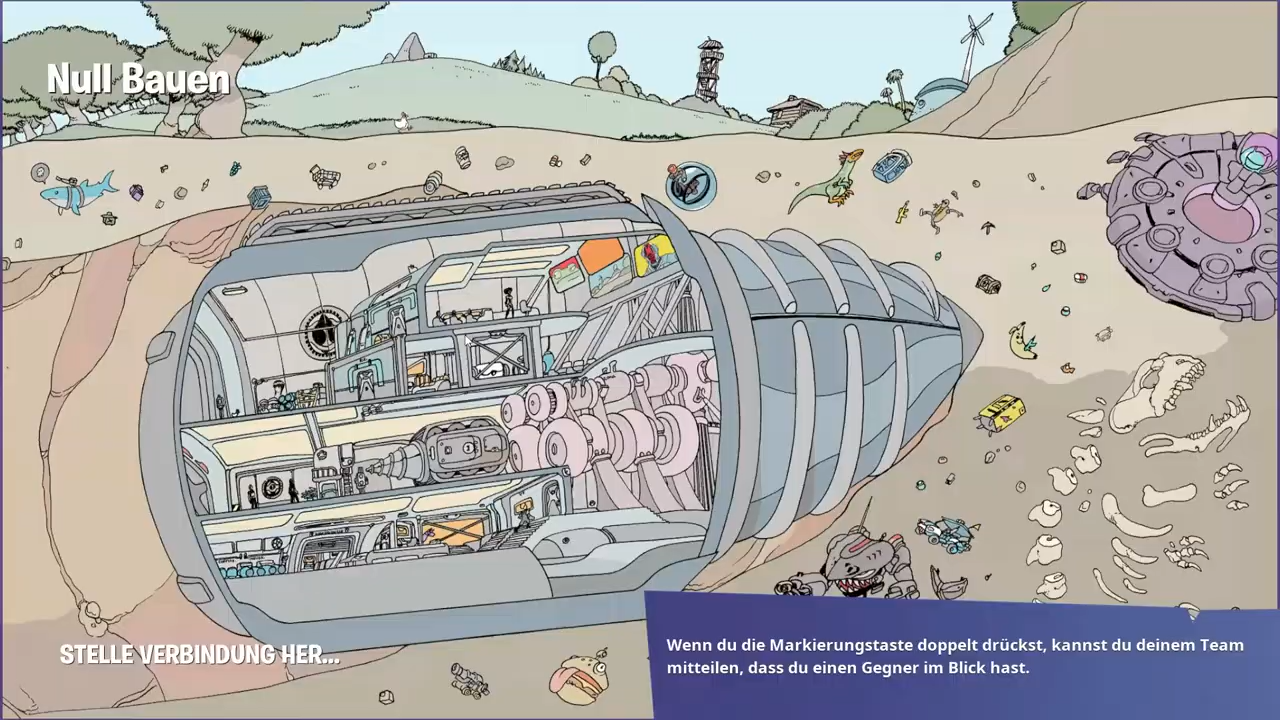 Null Bauen
STELLE VERBINDUNG HER...
Wenn du die Markierungstaste doppelt drückst, kannst du deinem Team
mitteilen, dass du einen Gegner im Blick hast.